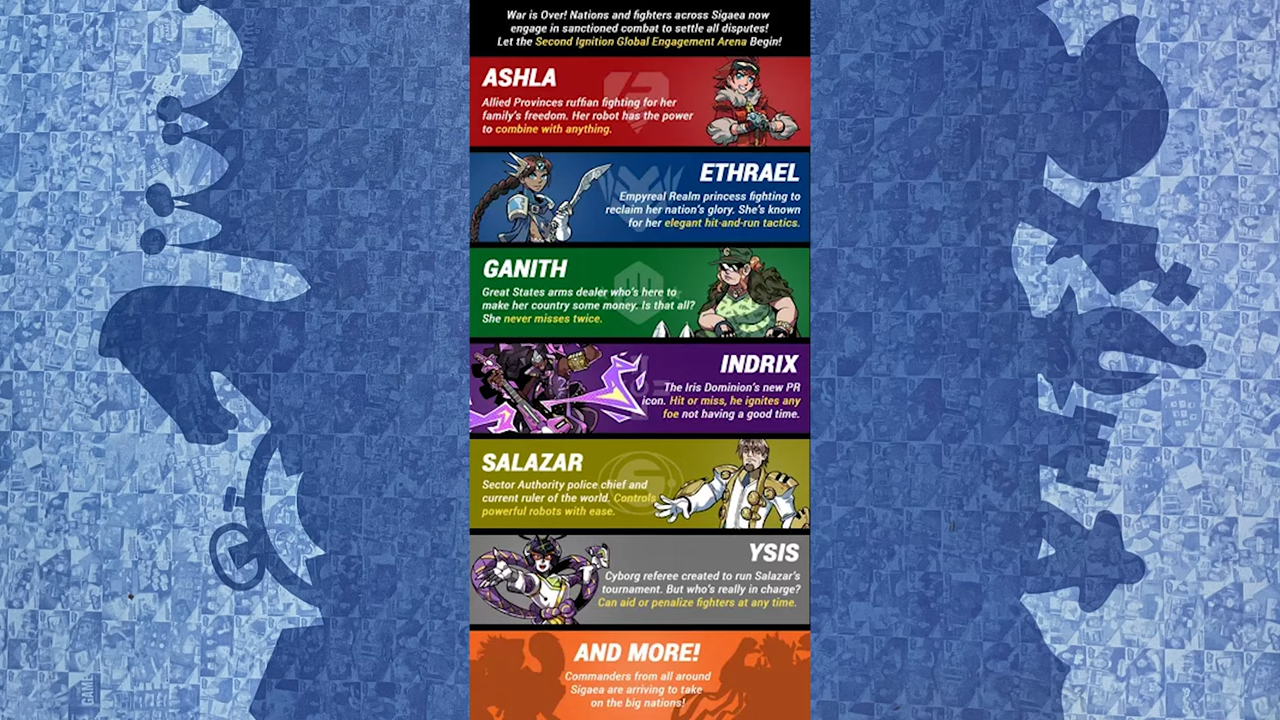 War is Over! Nations and fighters across Sigaea now
engage in sanctioned combat to settle all disputes!
Let the Second Ignition Global Engagement Arena Begin!
ASHLA
Allied Provinces ruffian fighting for her
family's freedom. Her robot has the power
to combine with anything.
ETHRAEL
Empyreal Realm princess fighting to
reclaim her nation's glory. She's known
for her elegant hit-and-run tactics.
GANITH
Great States arms dealer who's here to
make her country some money. Is that all?
She never misses twice.
INDRIX
The Iris Dominion's new PR
icon. Hit or miss, he ignites any
foe not having a good time.
SALAZAR
Sector Authority police chief and
current ruler of the world. Controls
powerful robots with ease.
YSIS
Cyborg referee created to run Salazar's
tournament. But who's really in charge?
Can aid or penalize fighters at any time.
AND MORE!
Commanders from all around
Sigaea are arriving to take
on the big nations!
GAME